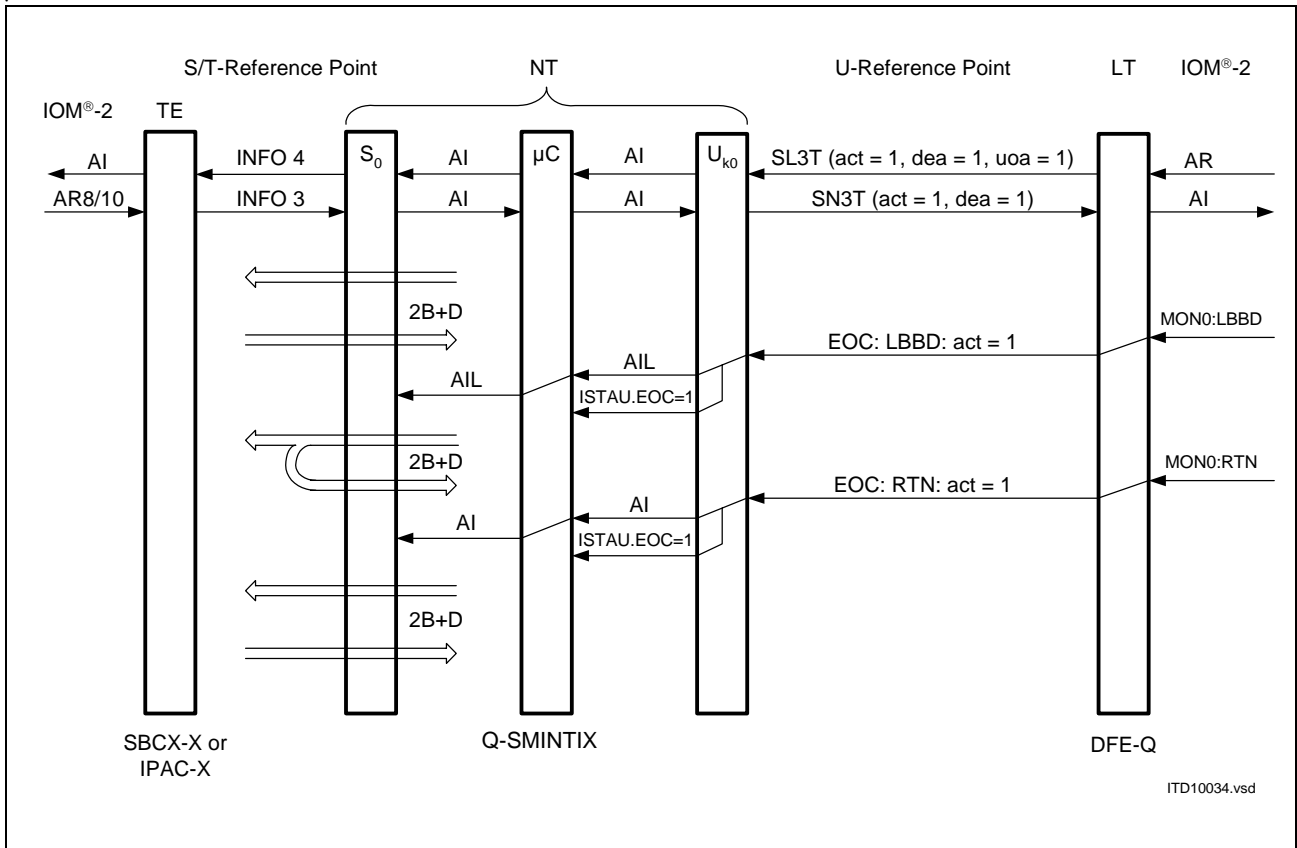 S/T-Reference Point NT U-Reference Point LT IOM®-2
IOM®-2 TE
S0 µC Uk0
AI INFO 4 AI AI SL3T (act = 1, dea = 1, uoa = 1) AR
AR8/10 INFO 3 AI AI SN3T (act = 1, dea = 1) AI
2B+D
MON0:LBBD
EOC: LBBD: act = 1
AIL
AIL
ISTAU.EOC=1
2B+D
MON0:RTN
EOC: RTN: act = 1
AI
AI
ISTAU.EOC=1
2B+D
SBCX-X or
IPAC-X
Q-SMINTIX
DFE-Q
ITD10034.vsd